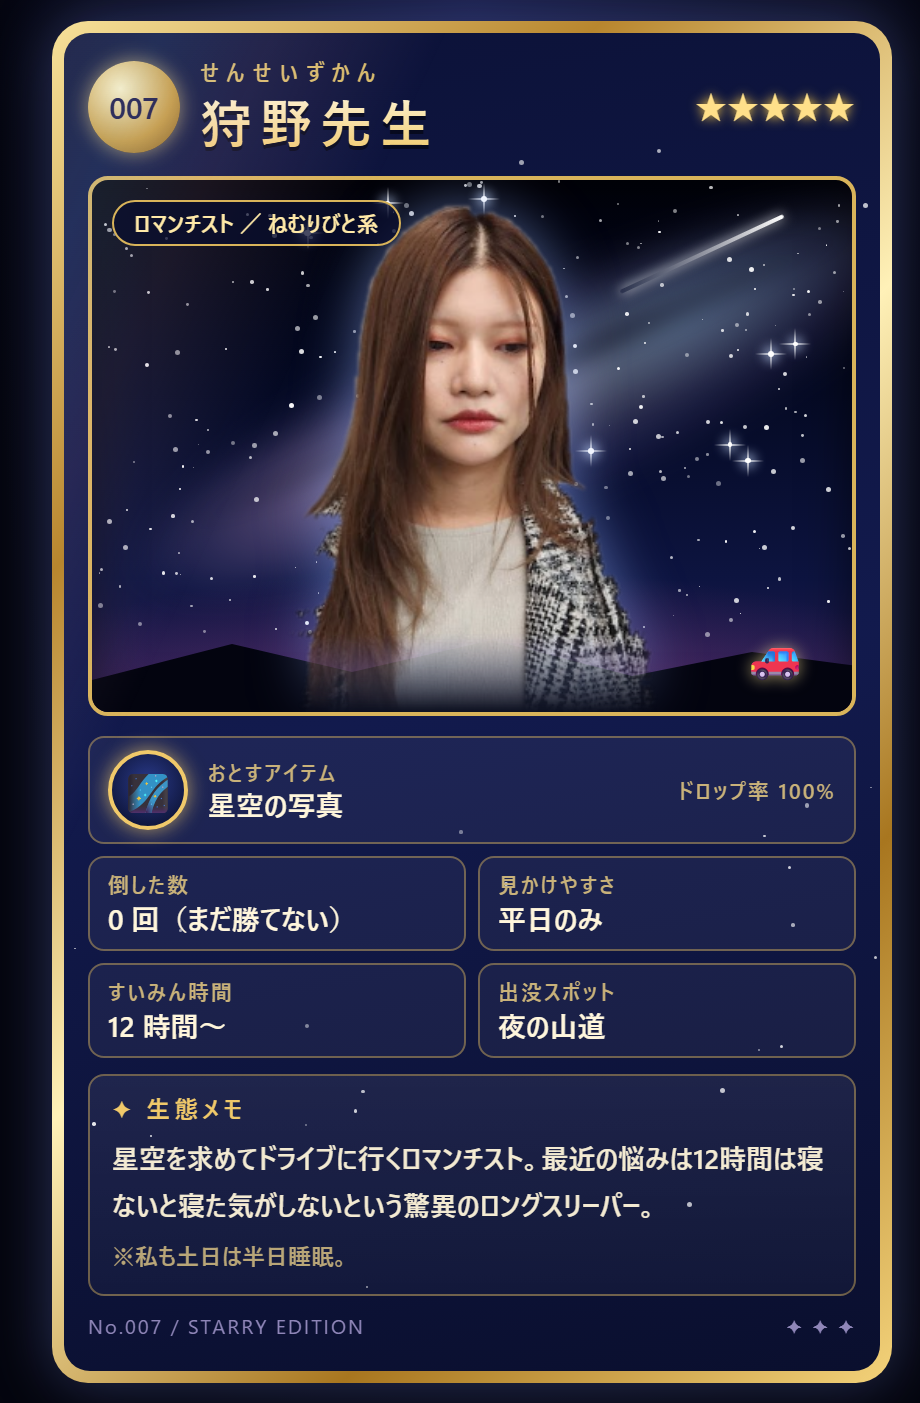 007
せんせいずかん
狩野先生
★★★★★
ロマンチスト ／ ねむりびと系
おとすアイテム
星空の写真
ドロップ率 100%
倒した数
0 回（まだ勝てない）
見かけやすさ
平日のみ
すいみん時間
12 時間〜
出没スポット
夜の山道
✦ 生態メモ
星空を求めてドライブに行くロマンチスト。最近の悩みは12時間は寝
ないと寝た気がしないという驚異のロングスリーパー。
※私も土日は半日睡眠。
No.007 / STARRY EDITION
✦ ✦ ✦